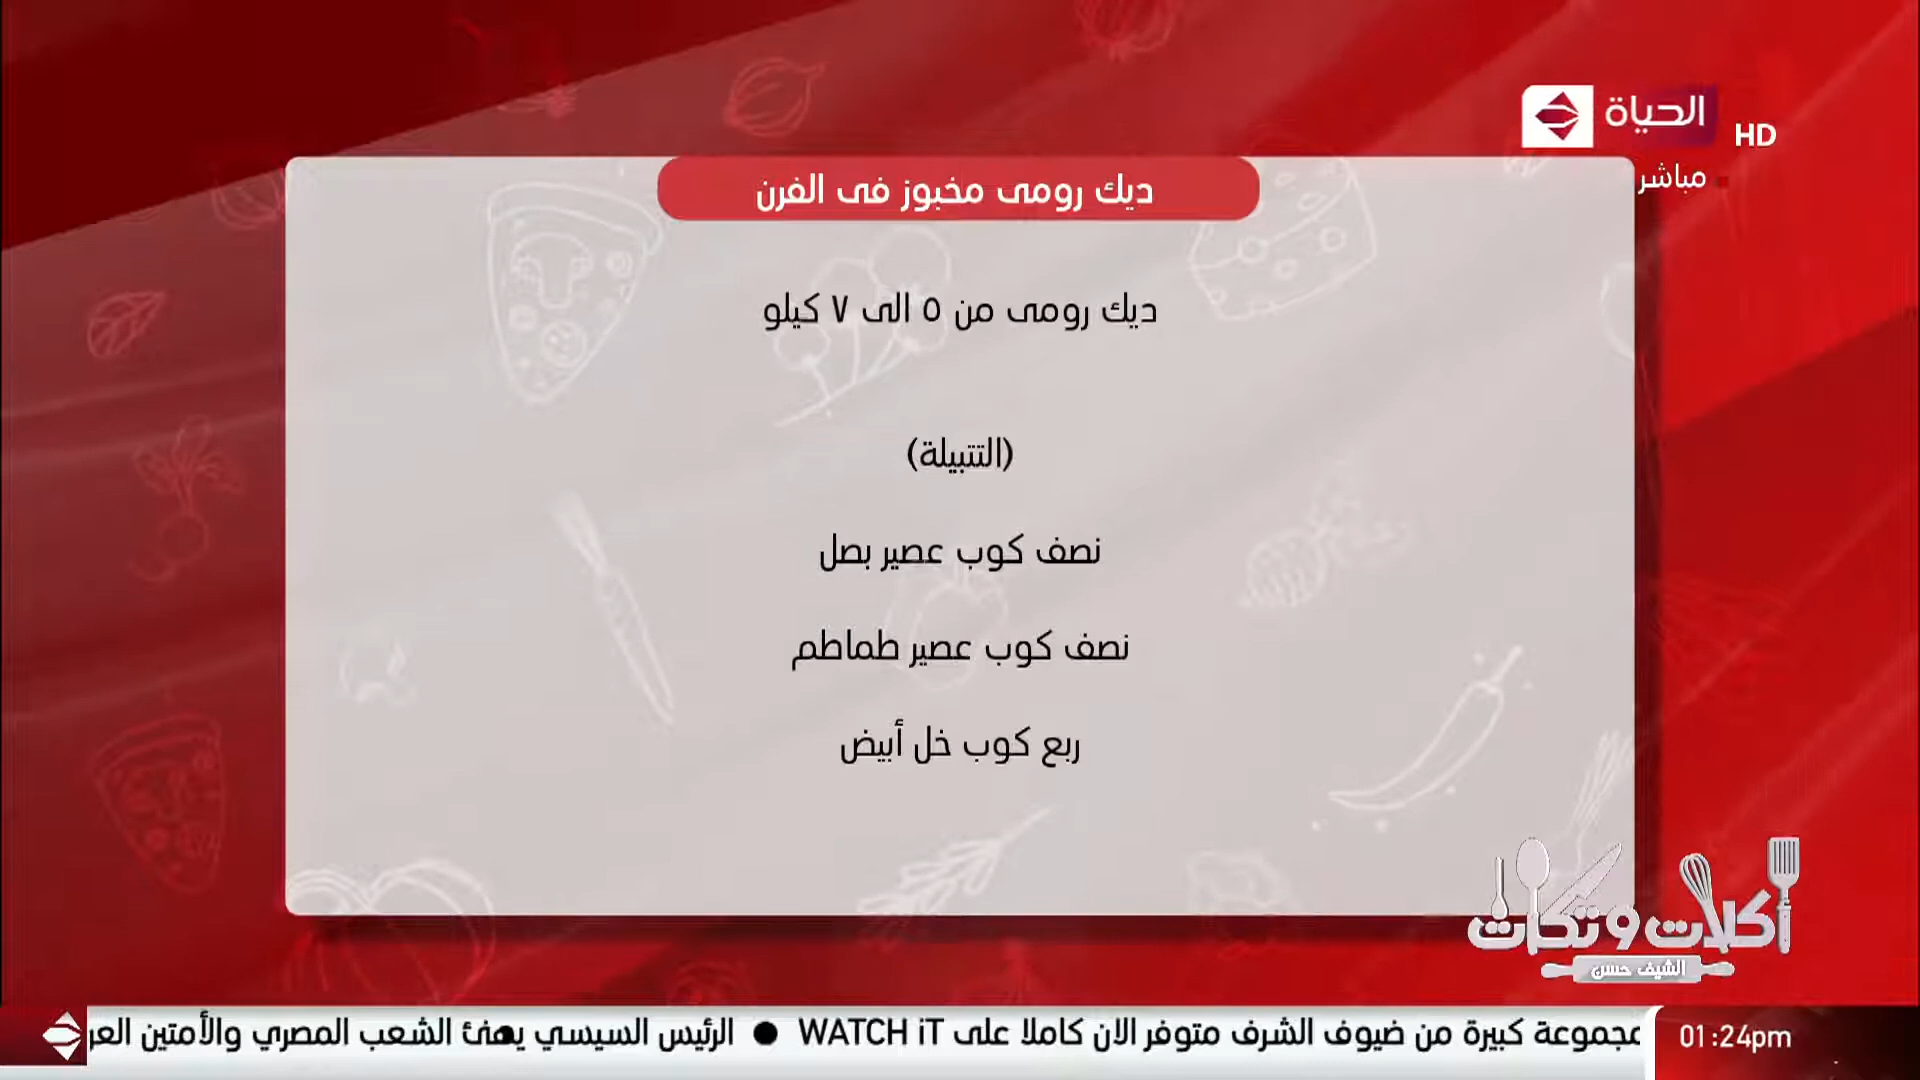 الحياة
HD
مباشر
ديك رومى مخبوز فى الفرن
ديك رومى من ٥ الى ٧ كيلو
(التتبيلة)
نصف كوب عصير بصل
نصف كوب عصير طماطم
ربع كوب خل أبيض
أكلات وتكات
الشيف حسن
مجموعة كبيرة من ضيوف الشرف متوفر الان كاملا على WATCH iT ● الرئيس السيسي يهنئ الشعب المصري والأمتين
01:24pm